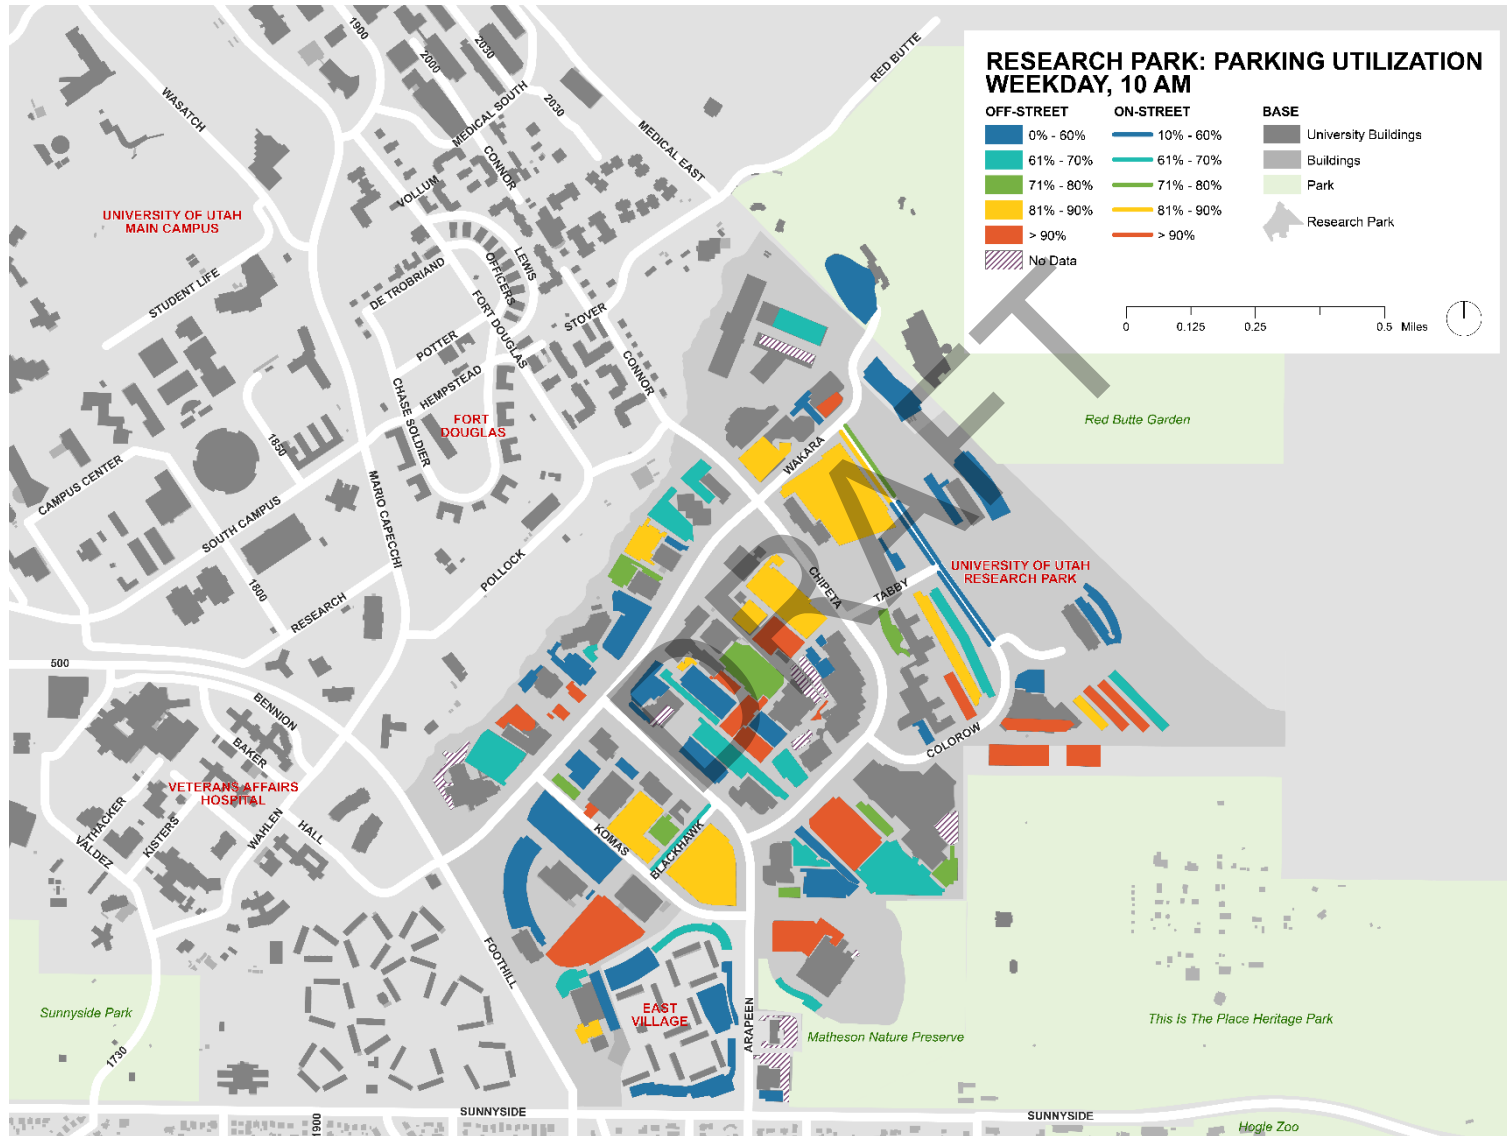 RESEARCH PARK: PARKING UTILIZATION
WEEKDAY, 10 AM
OFF-STREET
0% - 60%
61% - 70%
71% - 80%
81% - 90%
> 90%
No Data
ON-STREET
10% - 60%
61% - 70%
71% - 80%
81% - 90%
> 90%
BASE
University Buildings
Buildings
Park
Research Park
0 0.125 0.25 0.5 Miles
DRAFT
1900
2000
2030
2030
RED BUTTE
WASATCH
MEDICAL SOUTH
MEDICAL EAST
CONNOR
VOLLUM
UNIVERSITY OF UTAH
MAIN CAMPUS
LEWIS
OFFICERS
DE TROBRIAND
STUDENT LIFE
FORT DOUGLAS
STOVER
POTTER
CONNOR
HEMPSTEAD
CHASE SOLDIER
FORT
DOUGLAS
Red Butte Garden
1850
WAKARA
CAMPUS CENTER
MARIO CAPECCHI
SOUTH CAMPUS
POLLOCK
CHIPETA
TABBY
UNIVERSITY OF UTAH
RESEARCH PARK
1800
RESEARCH
500
BENNION
BAKER
COLOROW
VETERANS AFFAIRS
HOSPITAL
VALDEZ
THACKER
KISTERS
WAHLEN
HALL
KOMAS
BLACKHAWK
FOOTHILL
EAST
VILLAGE
ARAPEEN
Sunnyside Park
Matheson Nature Preserve
This Is The Place Heritage Park
1730
SUNNYSIDE
SUNNYSIDE
1900
Hogle Zoo